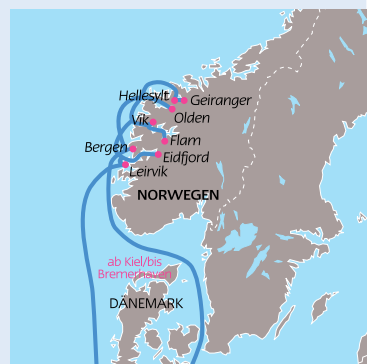 Hellesylt
Geiranger
Olden
Vik
Flam
Bergen
Eidfjord
Leirvik
NORWEGEN
ab Kiel/bis
Bremerhaven
DÄNEMARK